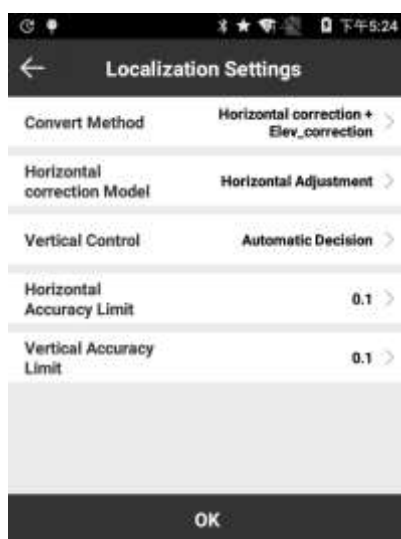 下午5:24
Localization Settings
Convert Method
Horizontal correction +
Elev_correction
Horizontal
correction Model
Horizontal Adjustment
Vertical Control
Automatic Decision
Horizontal
Accuracy Limit
0.1
Vertical Accuracy
Limit
0.1
OK